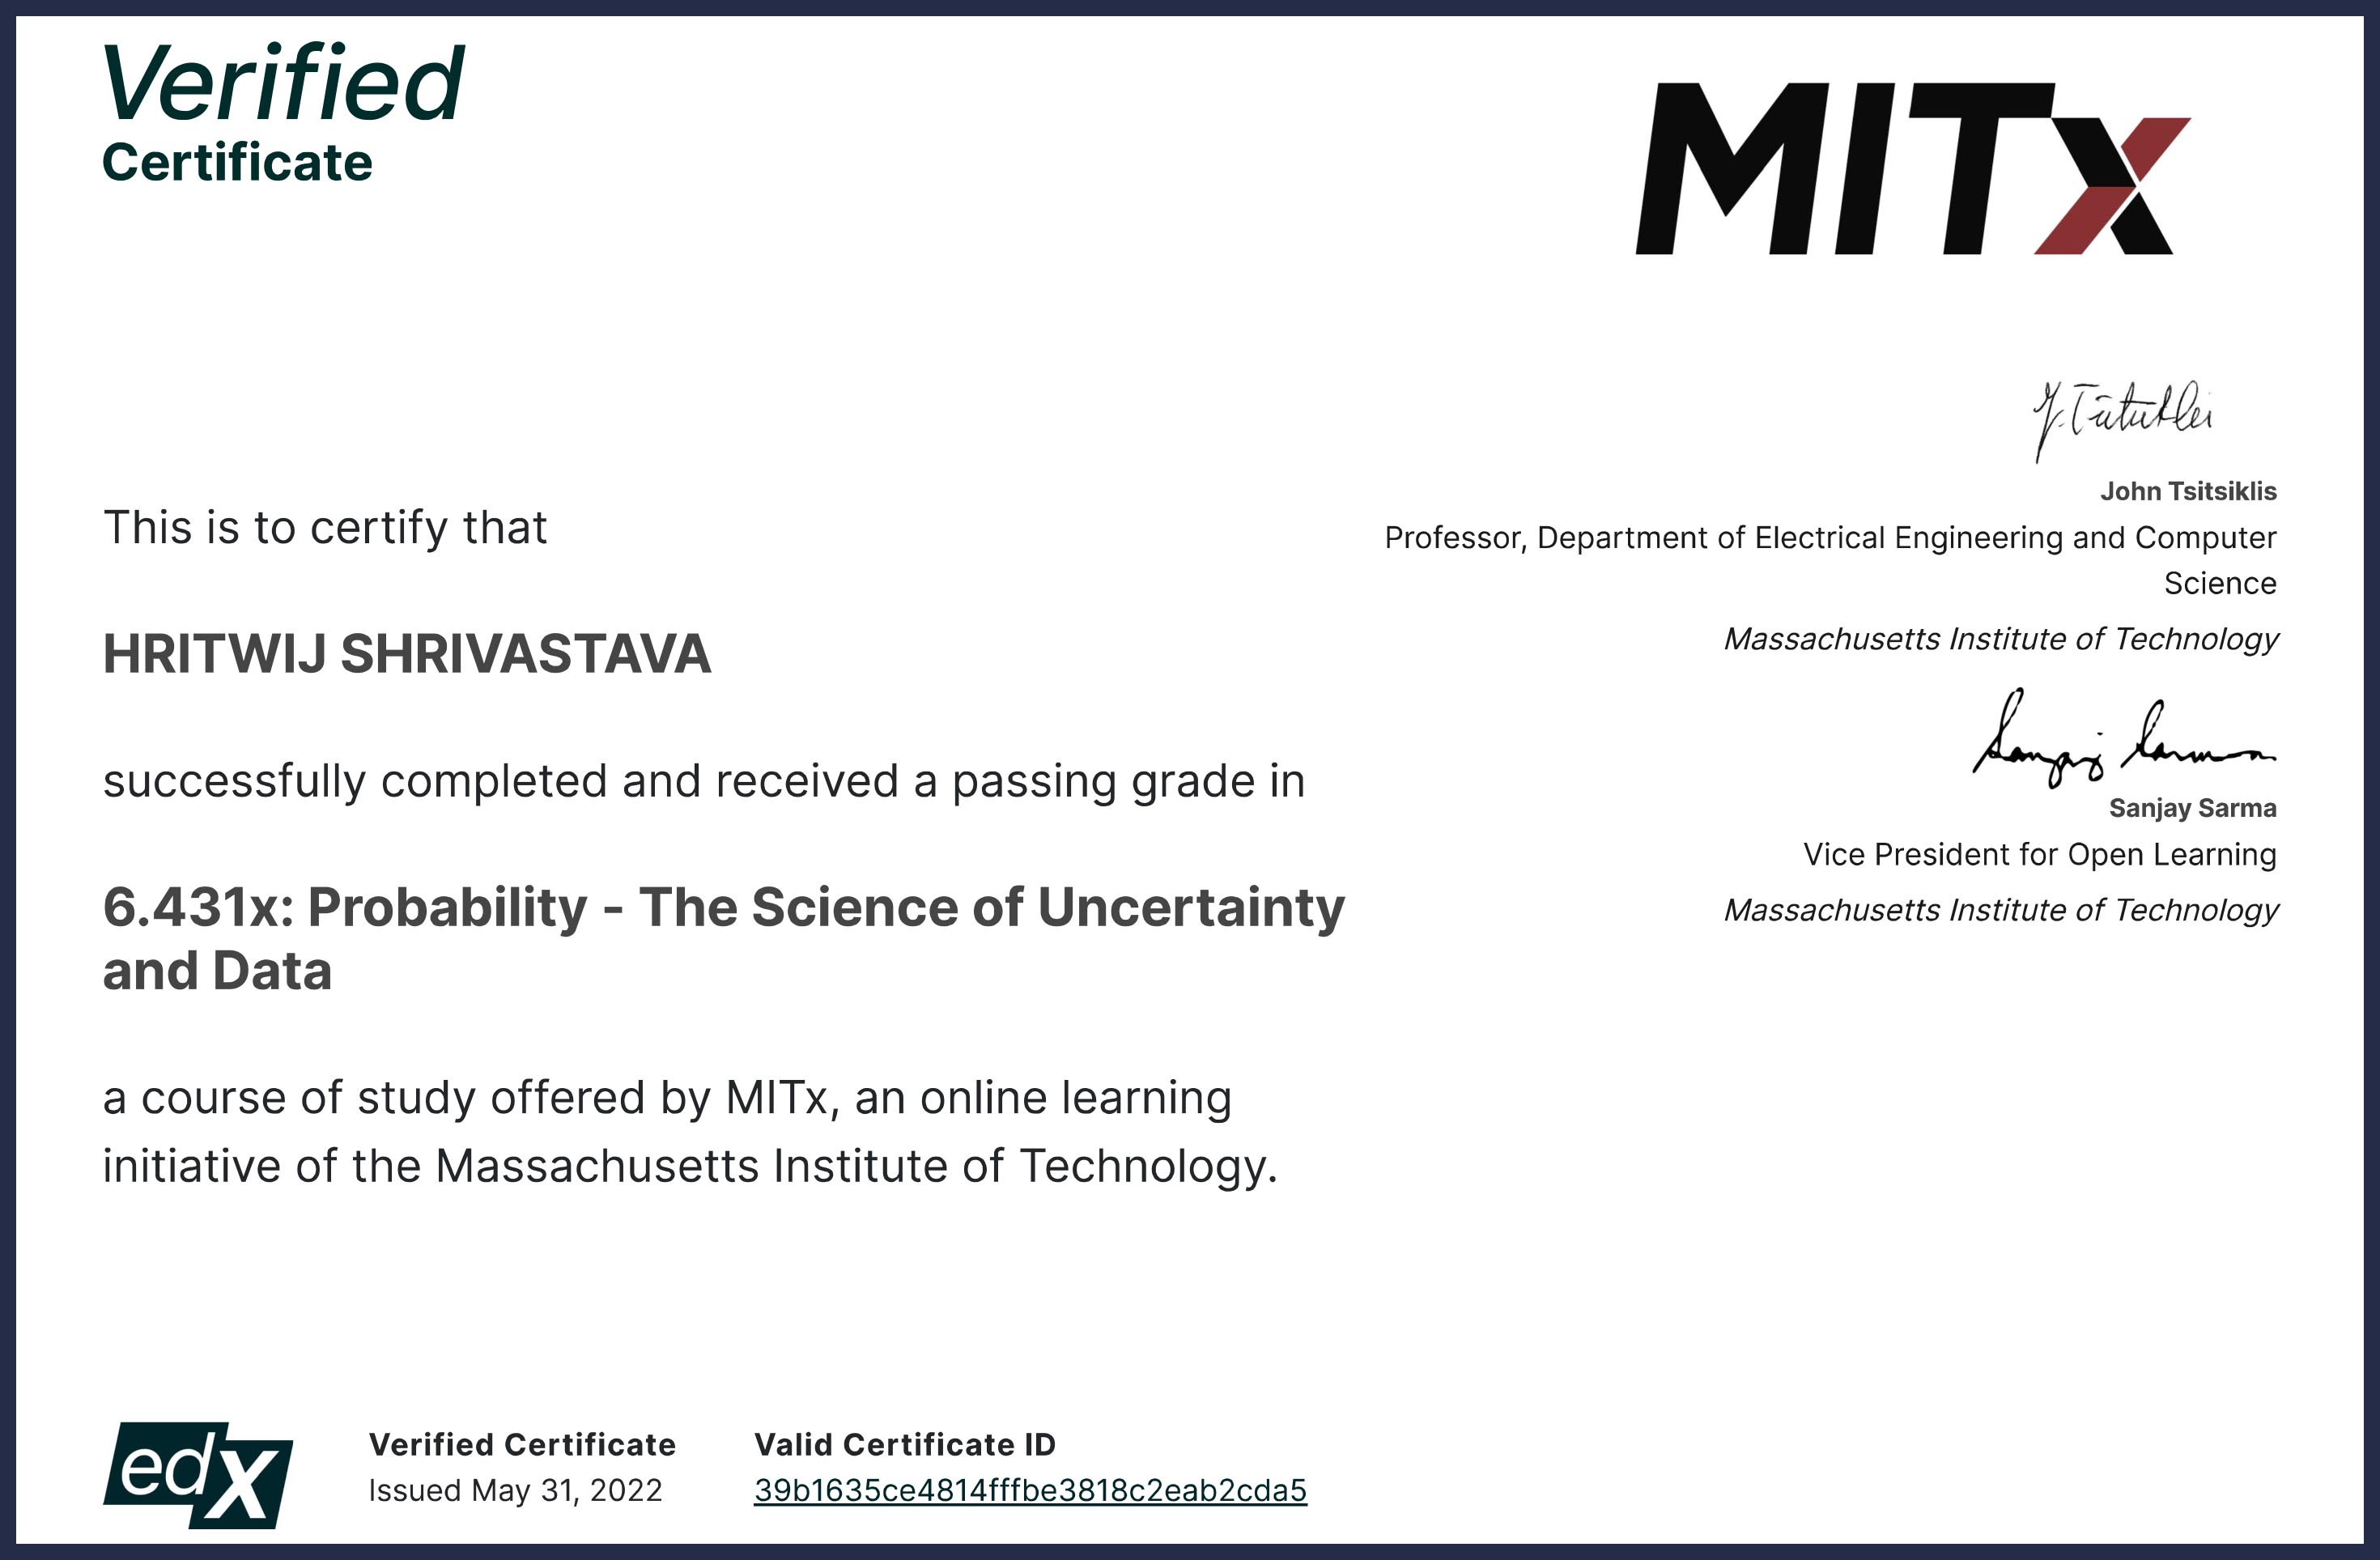 Verified
Certificate
MITx
This is to certify that
HRITWIJ SHRIVASTAVA
successfully completed and received a passing grade in
6.431x: Probability - The Science of Uncertainty
and Data
a course of study offered by MITx, an online learning
initiative of the Massachusetts Institute of Technology.
John Tsitsiklis
Professor, Department of Electrical Engineering and Computer
Science
Massachusetts Institute of Technology
Sanjay Sarma
Vice President for Open Learning
Massachusetts Institute of Technology
edX
Verified Certificate
Issued May 31, 2022
Valid Certificate ID
39b1635ce4814fffbe3818c2eab2cda5